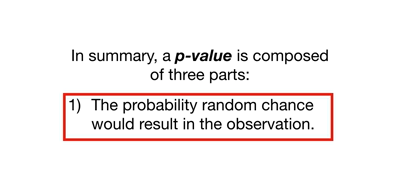 In summary, a p-value is composed
of three parts:
1) The probability random chance
would result in the observation.